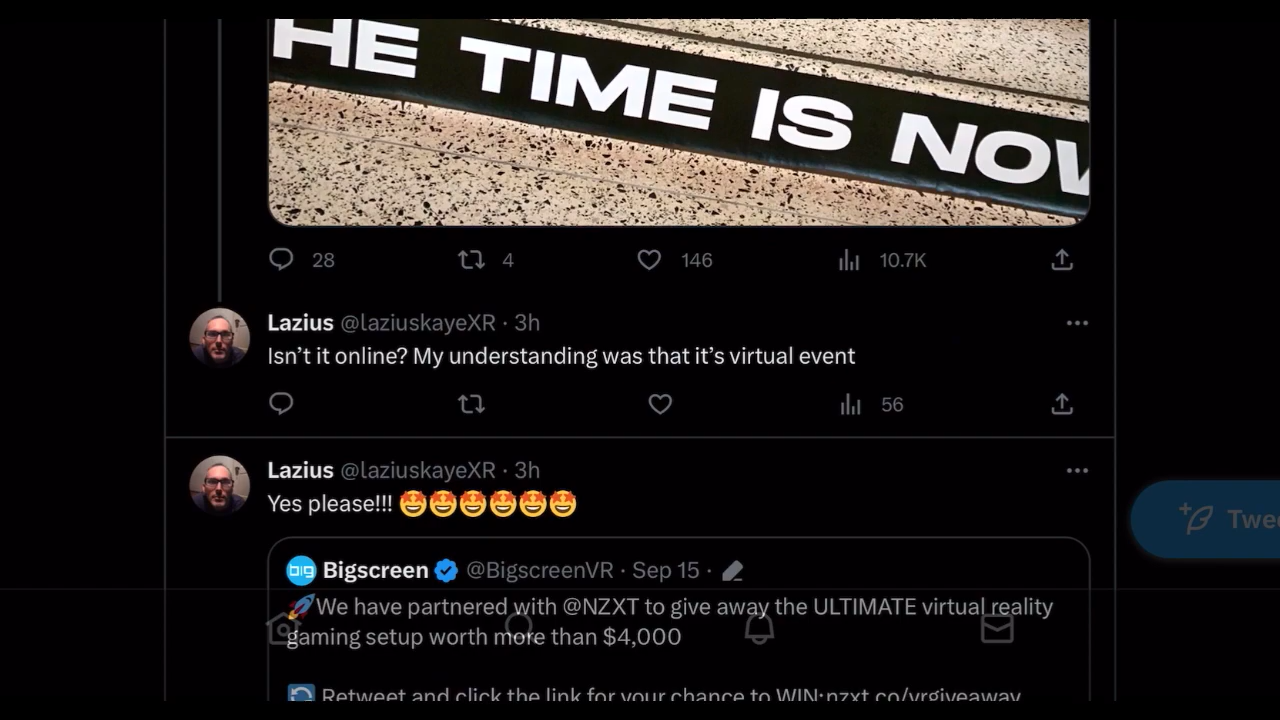 HE TIME IS NOW
28 4 146 10.7K
Lazius @laziuskayeXR · 3h
Isn’t it online? My understanding was that it’s virtual event
56
Lazius @laziuskayeXR · 3h
Yes please!!! 🤩🤩🤩🤩🤩🤩
big Bigscreen @BigscreenVR · Sep 15 ·
🚀We have partnered with @NZXT to give away the ULTIMATE virtual reality
gaming setup worth more than $4,000
🔄 Retweet and click the link for your chance to WIN:nzxt.co/vrgiveaway
Twee